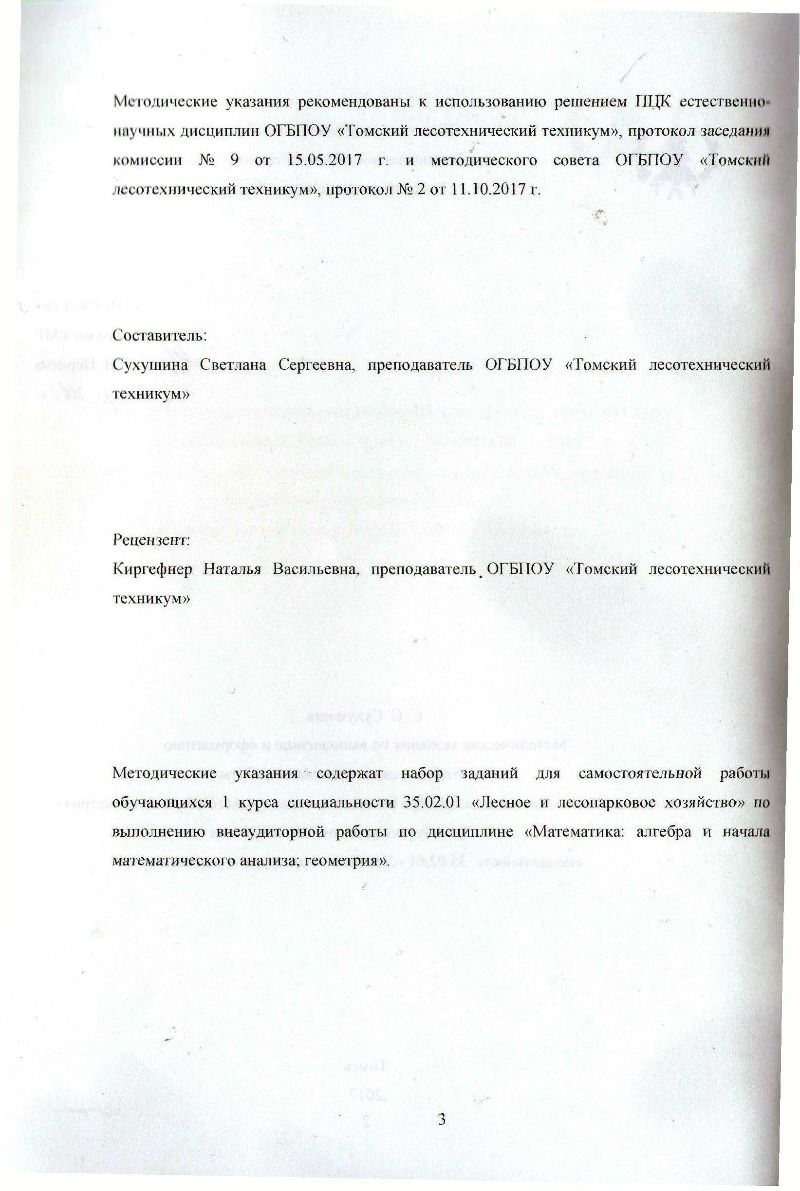 Методические указания рекомендованы к использованию решением ПЦК естественно-
научных дисциплин ОГБПОУ «Томский лесотехнический техникум», протокол заседания
комиссии № 9 от 15.05.2017 г. и методического совета ОГБПОУ «Томский
лесотехнический техникум», протокол № 2 от 11.10.2017 г.
Составитель:
Сухушина Светлана Сергеевна, преподаватель ОГБПОУ «Томский лесотехнический
техникум»
Рецензент:
Киргефнер Наталья Васильевна, преподаватель ОГБПОУ «Томский лесотехнический
техникум»
Методические указания содержат набор заданий для самостоятельной работы
обучающихся 1 курса специальности 35.02.01 «Лесное и лесопарковое хозяйство» по
выполнению внеаудиторной работы по дисциплине «Математика: алгебра и начала
математического анализа; геометрия».
3